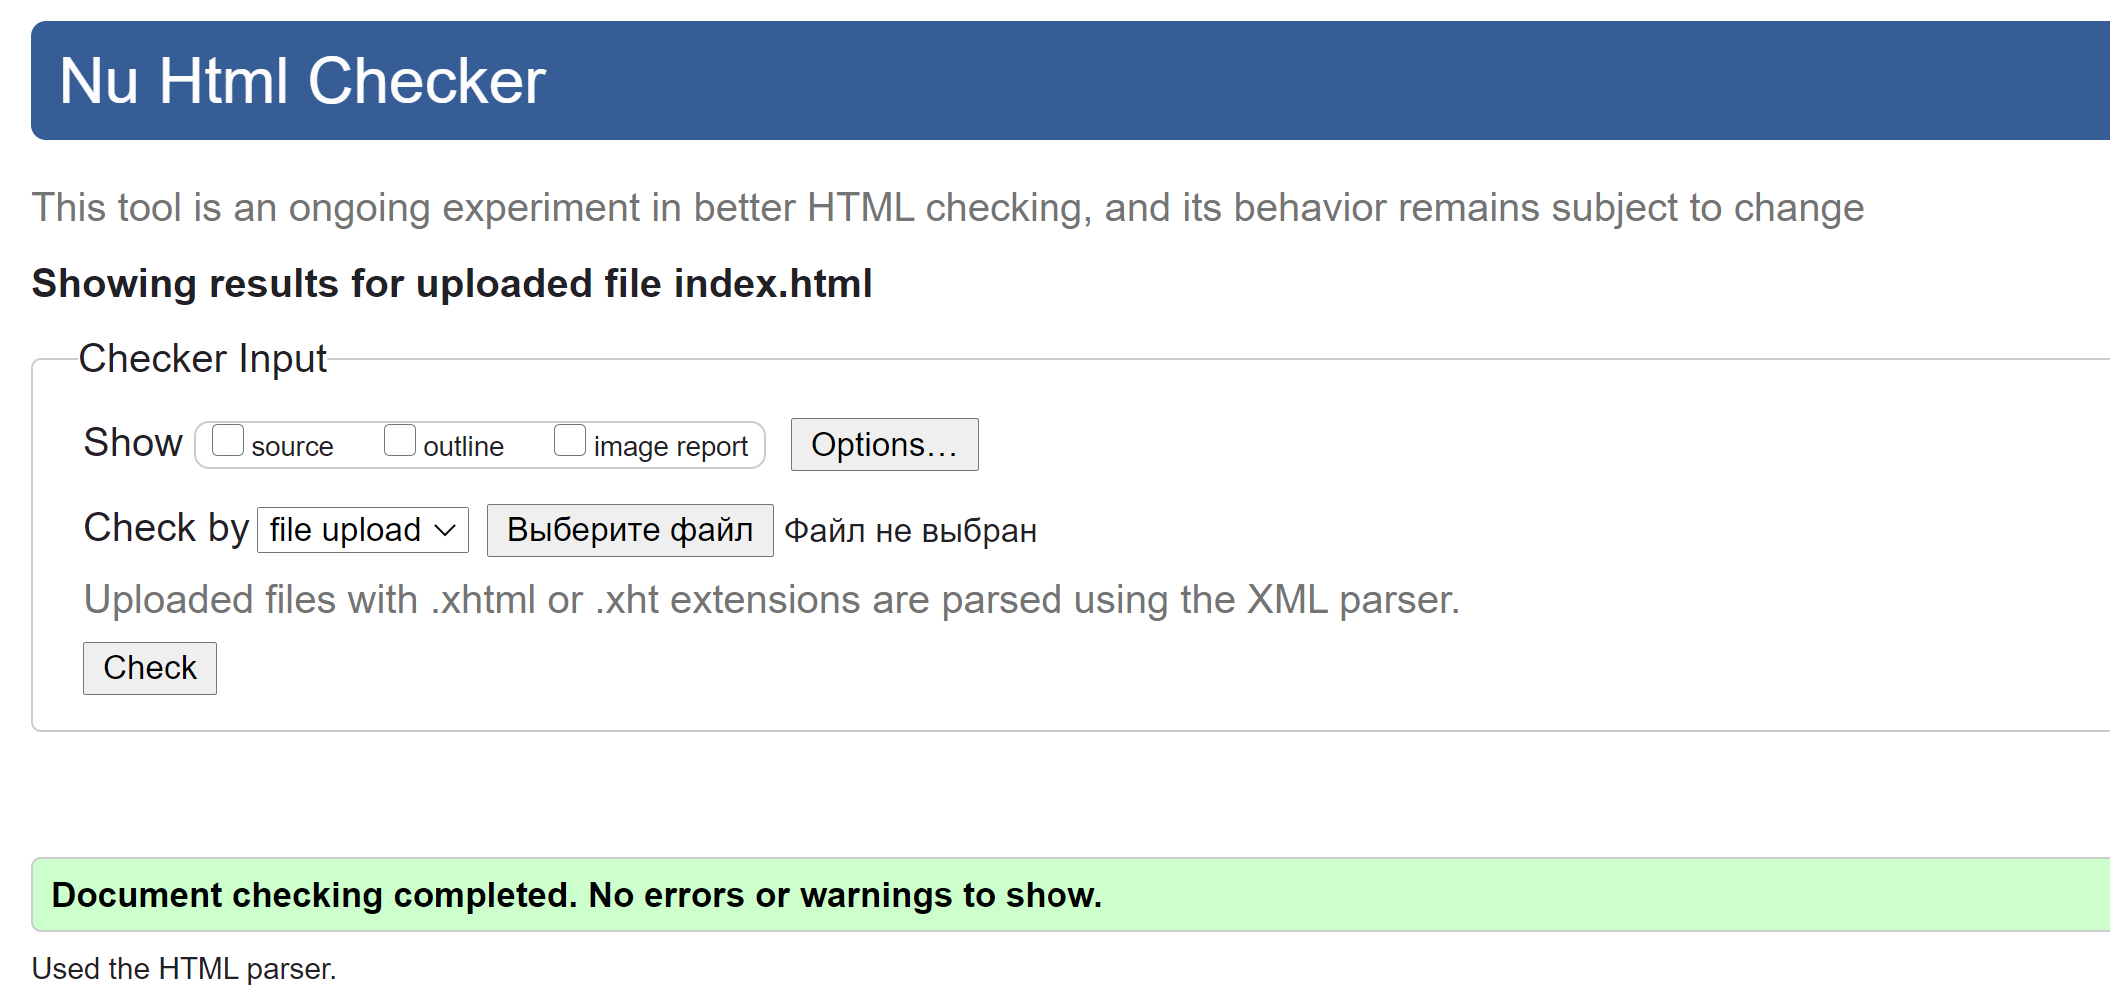 Nu Html Checker
This tool is an ongoing experiment in better HTML checking, and its behavior remains subject to change
Showing results for uploaded file index.html
Checker Input
Show source outline image report Options…
Check by file upload Выберите файл Файл не выбран
Uploaded files with .xhtml or .xht extensions are parsed using the XML parser.
Check
Document checking completed. No errors or warnings to show.
Used the HTML parser.